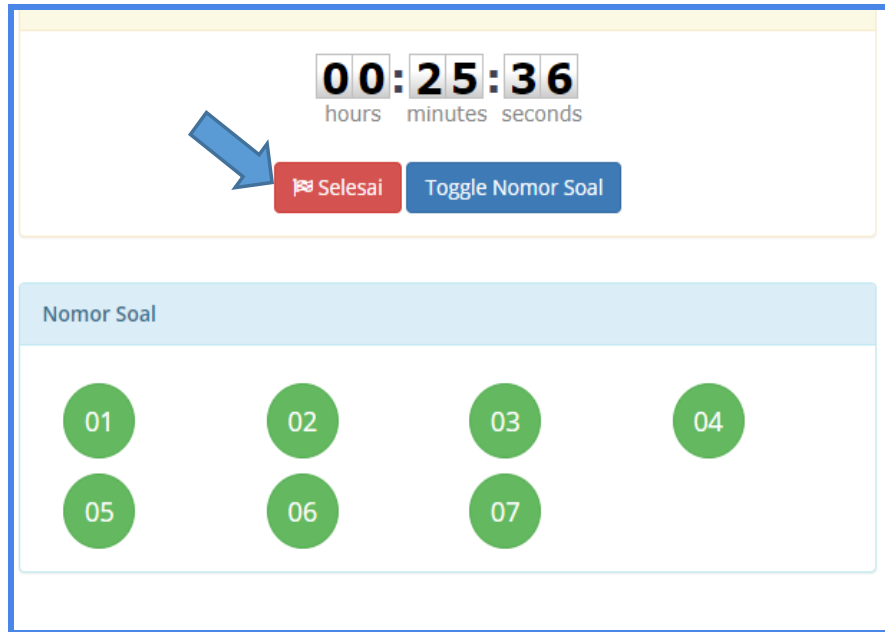 00:25:36
hours minutes seconds
Selesai Toggle Nomor Soal
Nomor Soal
01 02 03 04
05 06 07